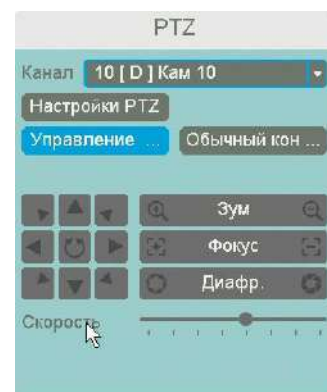 PTZ
Канал 10 [ D ] Кам 10
Настройки PTZ
Управление ... Обычный кон ...
Зум
Фокус
Диафр.
Скорость